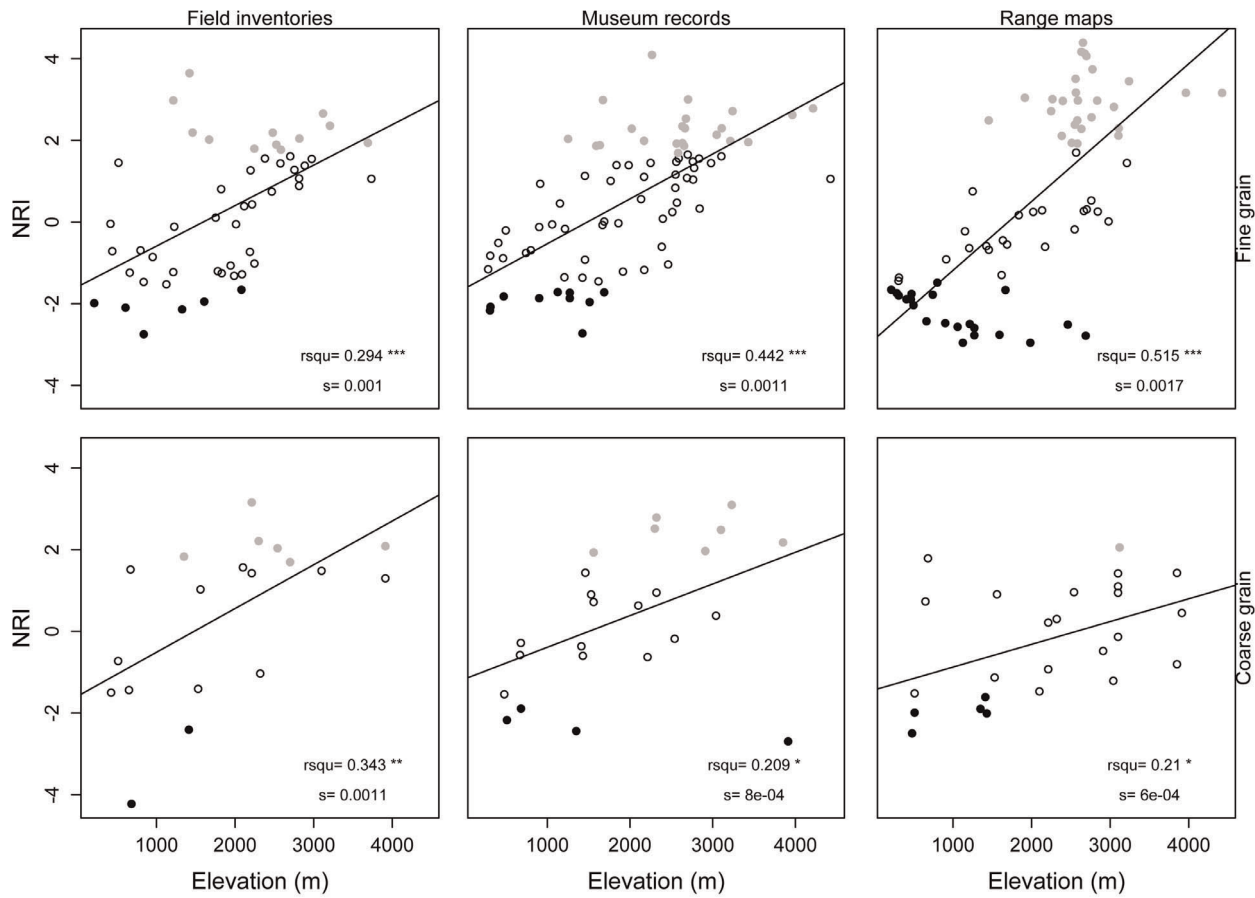 Field inventories
Museum records
Range maps
NRI
4
2
0
-2
-4
rsqu= 0.294 ***
s= 0.001
rsqu= 0.442 ***
s= 0.0011
rsqu= 0.515 ***
s= 0.0017
Fine grain
NRI
4
2
0
-2
-4
rsqu= 0.343 **
s= 0.0011
rsqu= 0.209 *
s= 8e-04
rsqu= 0.21 *
s= 6e-04
Coarse grain
1000 2000 3000 4000
1000 2000 3000 4000
1000 2000 3000 4000
Elevation (m)
Elevation (m)
Elevation (m)